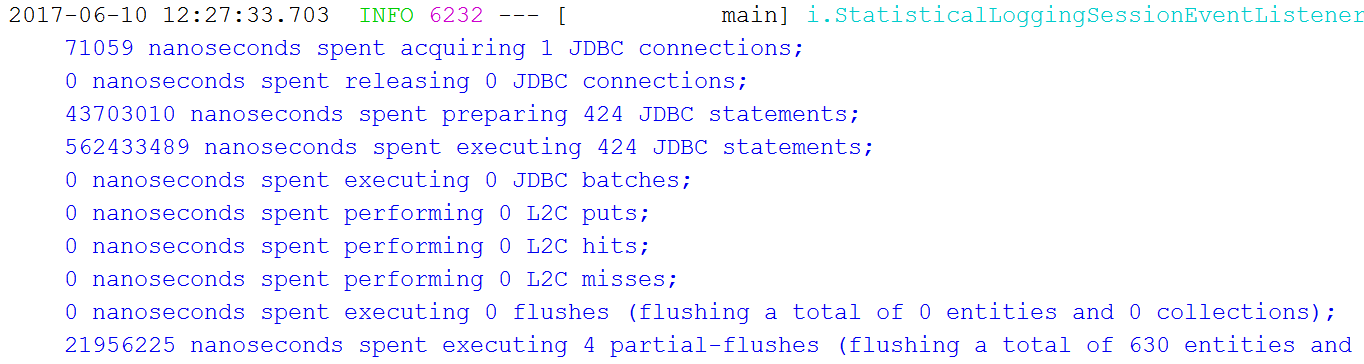 2017-06-10 12:27:33.703  INFO 6232 --- [           main] i.StatisticalLoggingSessionEventListener
    71059 nanoseconds spent acquiring 1 JDBC connections;
    0 nanoseconds spent releasing 0 JDBC connections;
    43703010 nanoseconds spent preparing 424 JDBC statements;
    562433489 nanoseconds spent executing 424 JDBC statements;
    0 nanoseconds spent executing 0 JDBC batches;
    0 nanoseconds spent performing 0 L2C puts;
    0 nanoseconds spent performing 0 L2C hits;
    0 nanoseconds spent performing 0 L2C misses;
    0 nanoseconds spent executing 0 flushes (flushing a total of 0 entities and 0 collections);
    21956225 nanoseconds spent executing 4 partial-flushes (flushing a total of 630 entities and